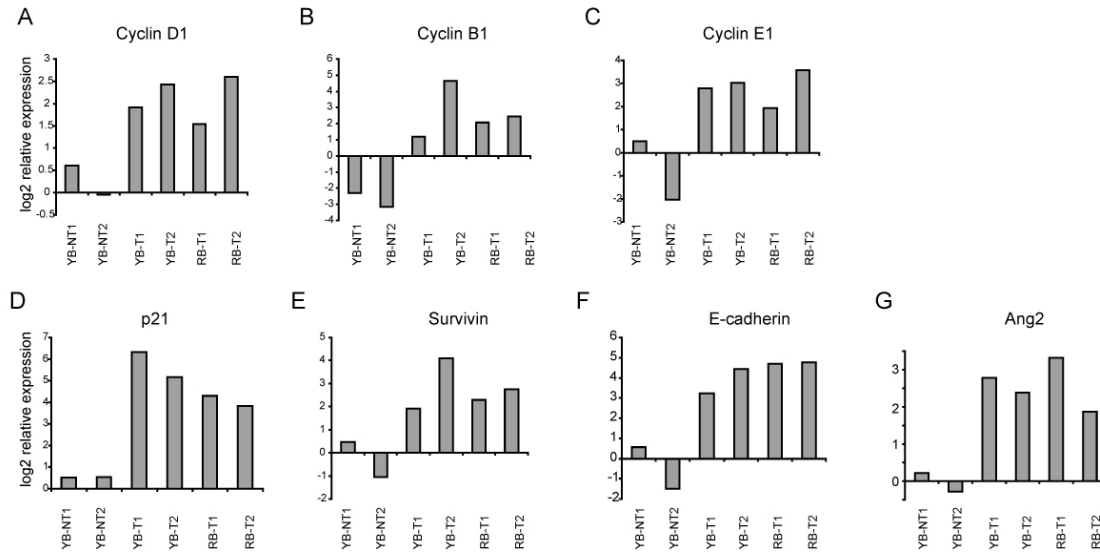 A
Cyclin D1
log2 relative expression
3
2.5
2
1.5
1
0.5
0
-0.5
YB-NT1
YB-NT2
YB-T1
YB-T2
RB-T1
RB-T2
B
Cyclin B1
6
5
4
3
2
1
0
-1
-2
-3
-4
YB-NT1
YB-NT2
YB-T1
YB-T2
RB-T1
RB-T2
C
Cyclin E1
4
3
2
1
0
-1
-2
-3
YB-NT1
YB-NT2
YB-T1
YB-T2
RB-T1
RB-T2
D
p21
log2 relative expression
7
6
5
4
3
2
1
0
YB-NT1
YB-NT2
YB-T1
YB-T2
RB-T1
RB-T2
E
Survivin
5
4
3
2
1
0
-1
-2
YB-NT1
YB-NT2
YB-T1
YB-T2
RB-T1
RB-T2
F
E-cadherin
6
5
4
3
2
1
0
-1
-2
YB-NT1
YB-NT2
YB-T1
YB-T2
RB-T1
RB-T2
G
Ang2
3
2
1
0
YB-NT1
YB-NT2
YB-T1
YB-T2
RB-T1
RB-T2